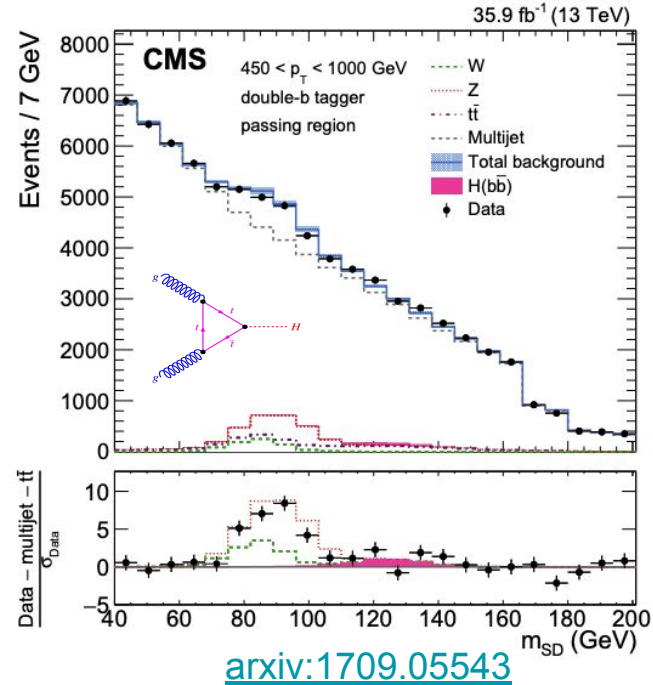 35.9 fb⁻¹ (13 TeV)
CMS
450 < p_T < 1000 GeV
double-b tagger
passing region
W
Z
tt̄
Multijet
Total background
H(bb̄)
Data
Events / 7 GeV
8000
7000
6000
5000
4000
3000
2000
1000
0
g
t
t
t̄
H
g
Data – multijet – tt̄
σ_Data
10
5
0
−5
40 60 80 100 120 140 160 180 200
m_SD (GeV)
arxiv:1709.05543